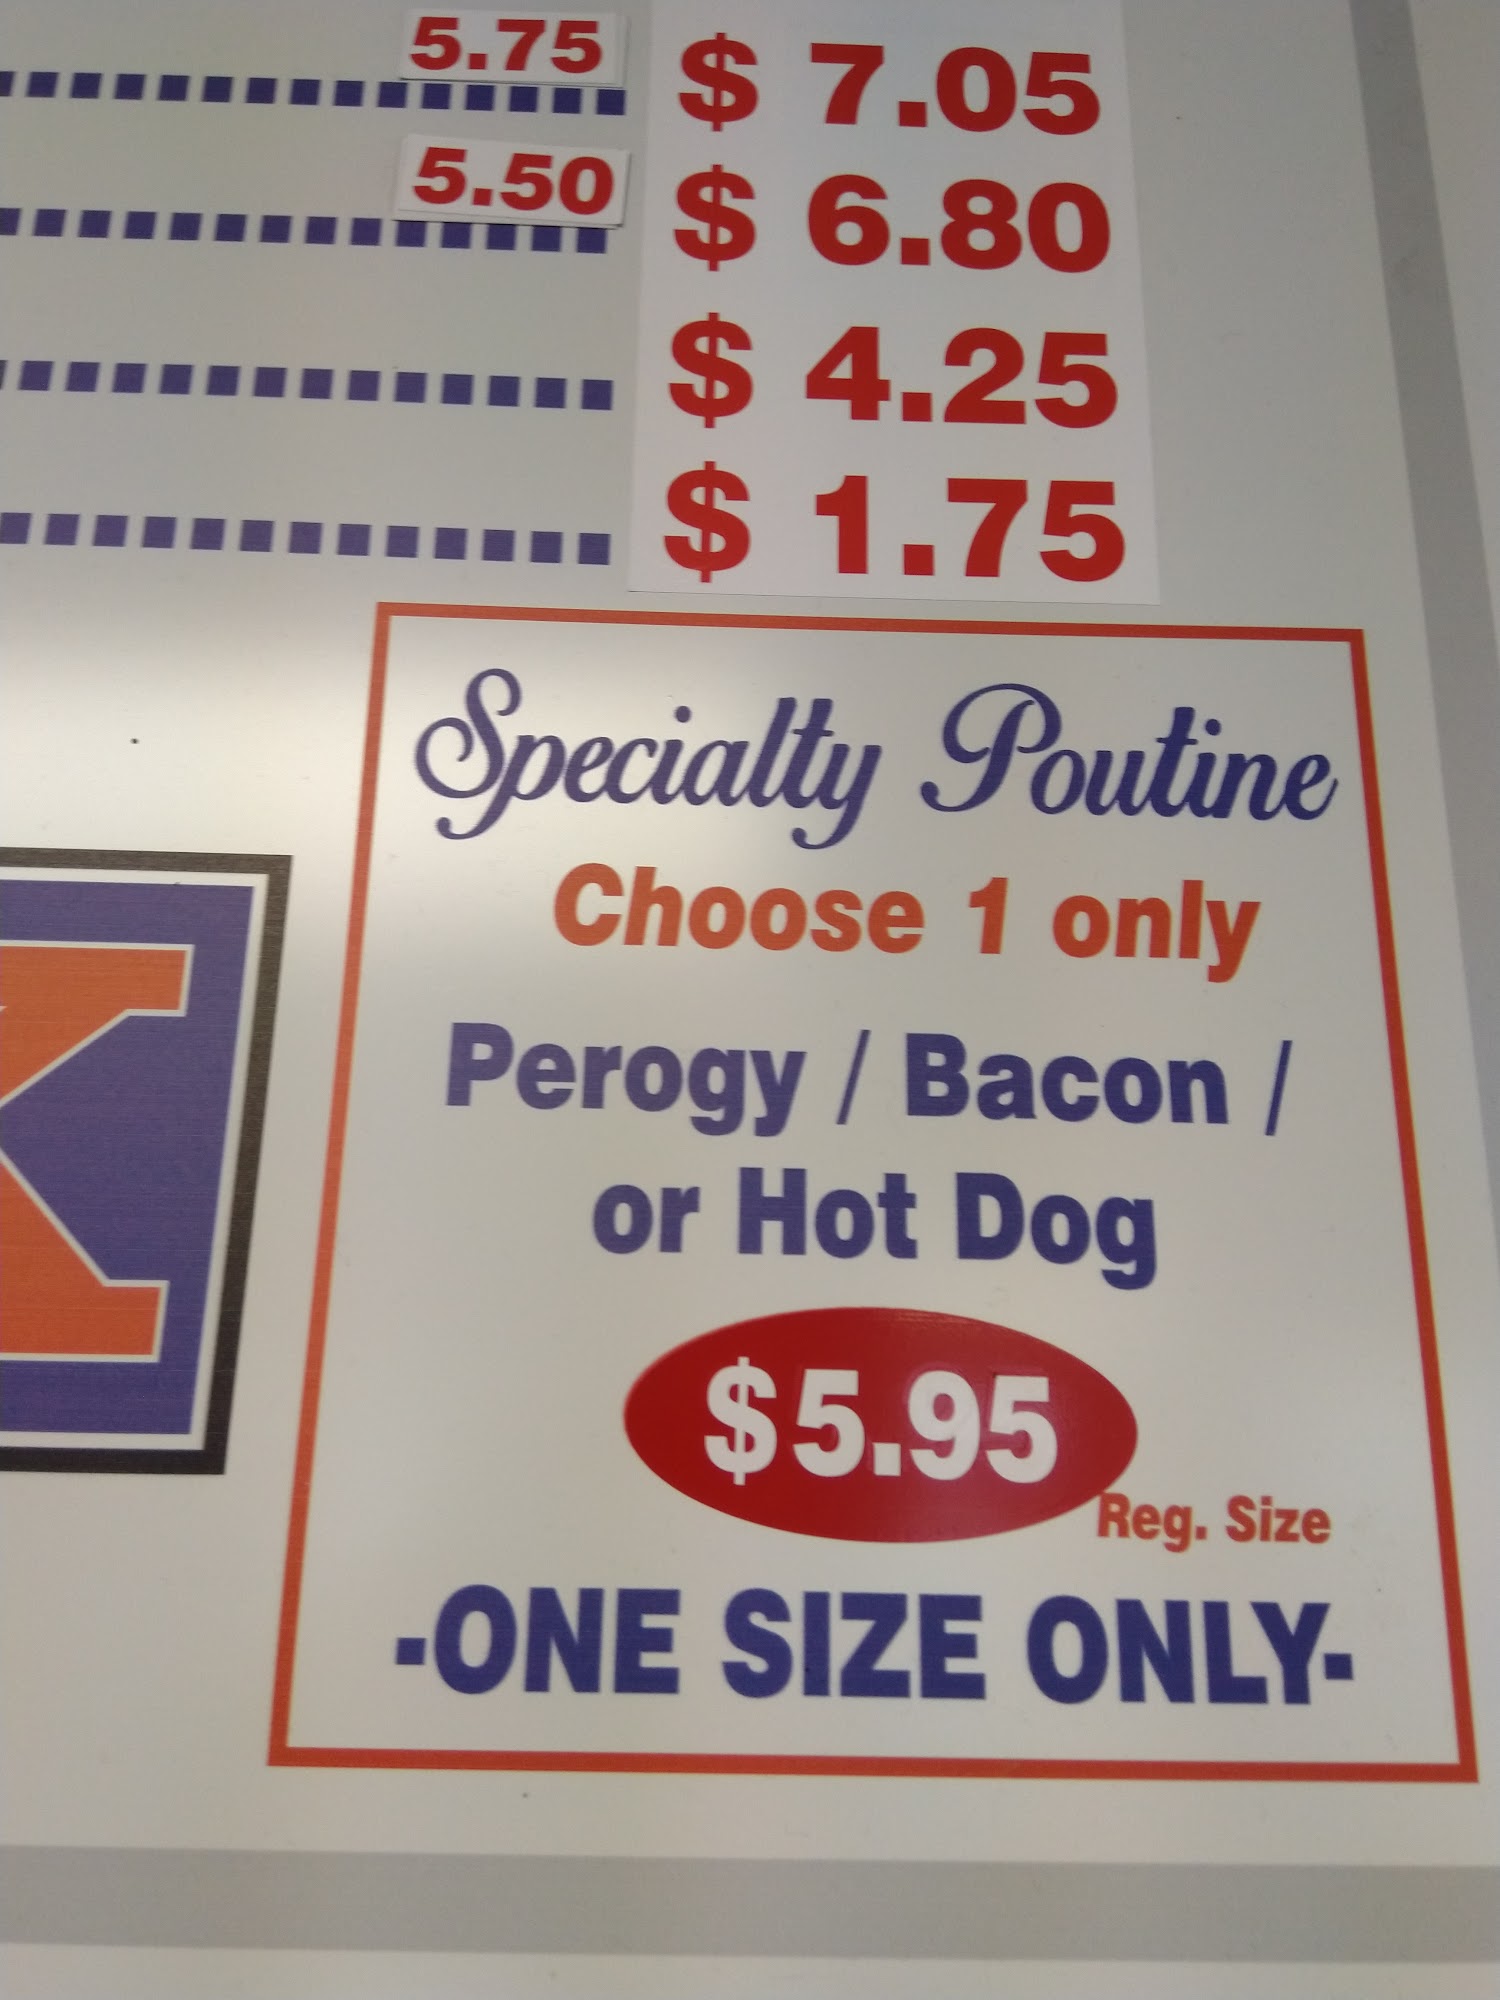 5.75 $ 7.05
5.50 $ 6.80
$ 4.25
$ 1.75
Specialty Poutine
Choose 1 only
Perogy / Bacon /
or Hot Dog
$5.95
Reg. Size
-ONE SIZE ONLY-
K